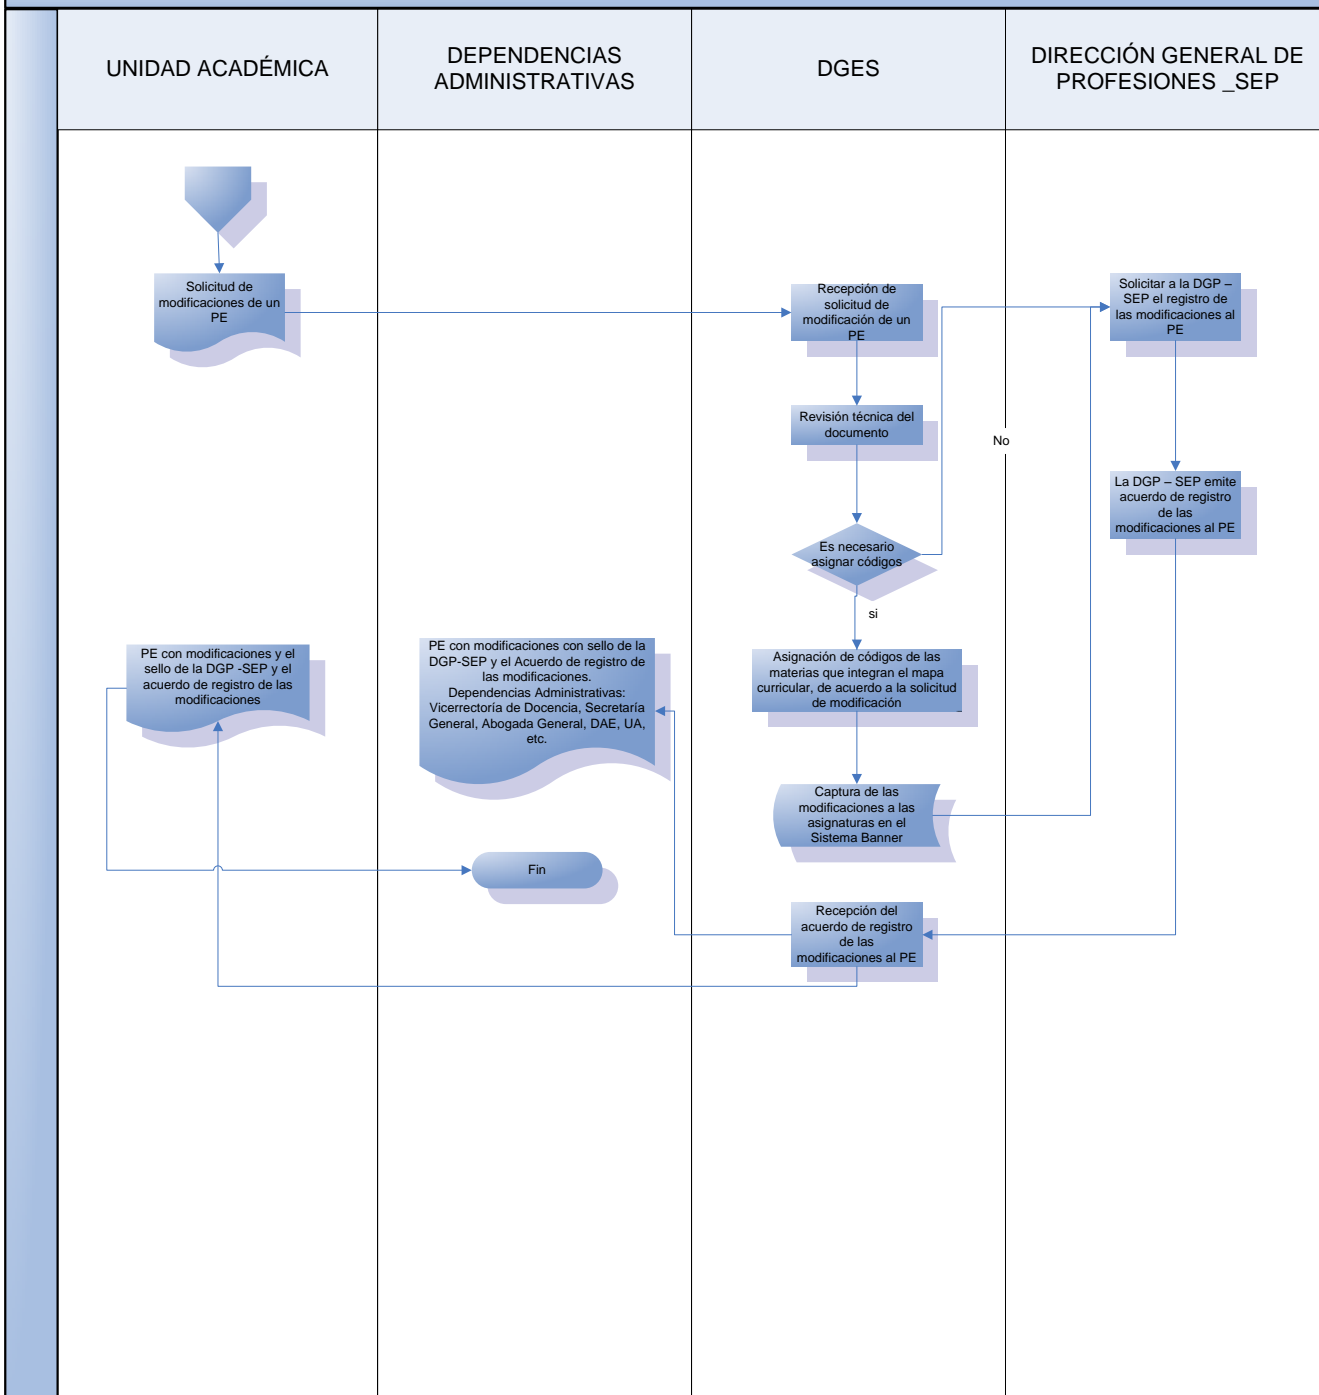 UNIDAD ACADÉMICA
DEPENDENCIAS
ADMINISTRATIVAS
DGES
DIRECCIÓN GENERAL DE
PROFESIONES _SEP
Solicitud de
modificaciones de un
PE
Recepción de
solicitud de
modificación de un
PE
Solicitar a la DGP –
SEP el registro de
las modificaciones al
PE
Revisión técnica del
documento
No
La DGP – SEP emite
acuerdo de registro
de las
modificaciones al PE
Es necesario
asignar códigos
si
PE con modificaciones y el
sello de la DGP -SEP y el
acuerdo de registro de las
modificaciones
PE con modificaciones con sello de la
DGP-SEP y el Acuerdo de registro de
las modificaciones.
Dependencias Administrativas:
Vicerrectoría de Docencia, Secretaría
General, Abogada General, DAE, UA,
etc.
Asignación de códigos de las
materias que integran el mapa
curricular, de acuerdo a la solicitud
de modificación
Captura de las
modificaciones a las
asignaturas en el
Sistema Banner
Fin
Recepción del
acuerdo de registro
de las
modificaciones al PE